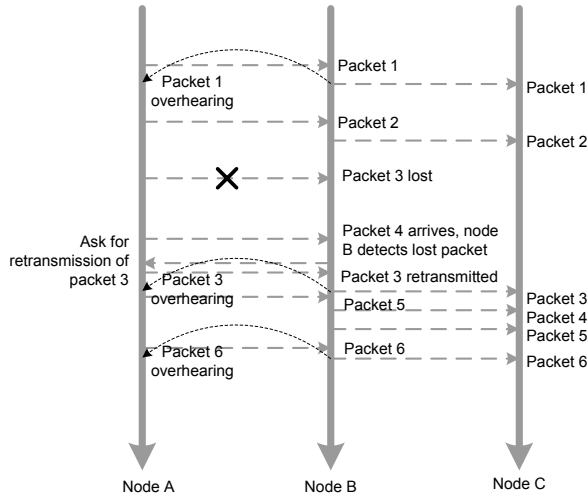 Packet 1
Packet 1
overhearing
Packet 1
Packet 2
Packet 2
Packet 3 lost
Ask for
retransmission of
packet 3
Packet 4 arrives, node
B detects lost packet
Packet 3 retransmitted
Packet 3
overhearing
Packet 3
Packet 5
Packet 4
Packet 5
Packet 6
Packet 6
overhearing
Packet 6
Node A
Node B
Node C